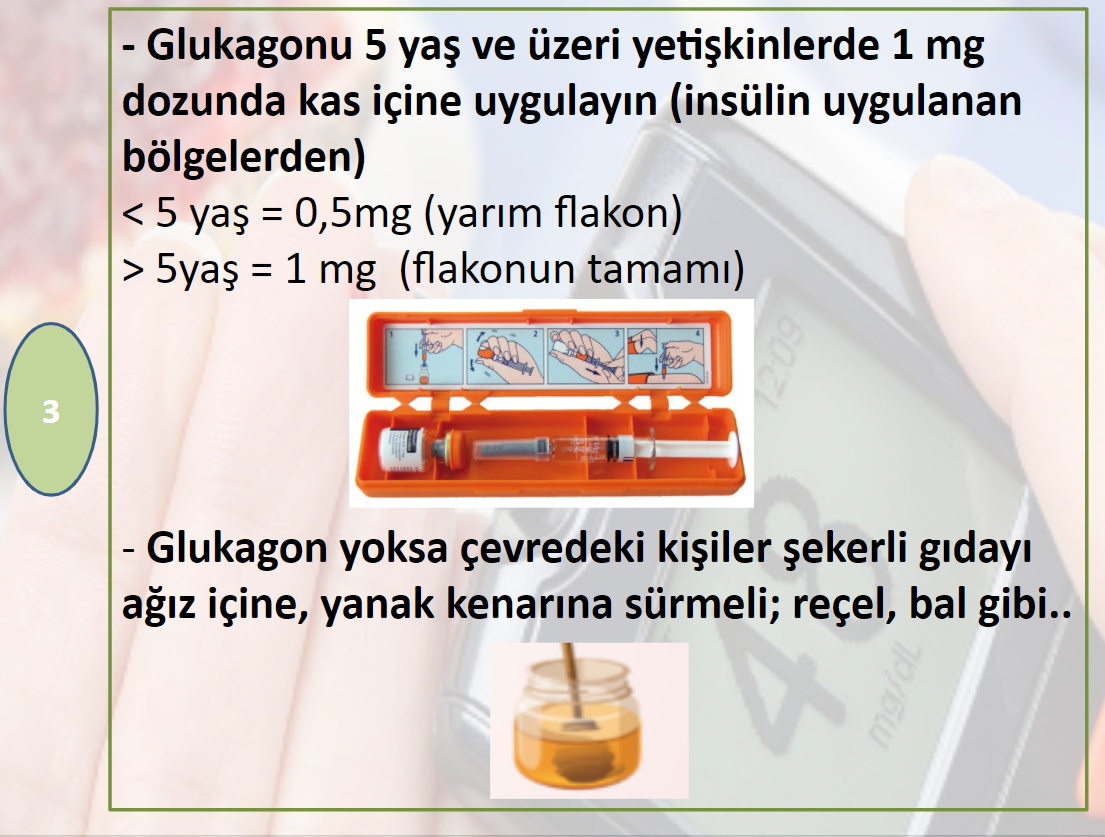 - Glukagonu 5 yaş ve üzeri yetişkinlerde 1 mg
dozunda kas içine uygulayın (insülin uygulanan
bölgelerden)
< 5 yaş = 0,5mg (yarım flakon)
> 5yaş = 1 mg (flakonun tamamı)
1
2
3
4
3
- Glukagon yoksa çevredeki kişiler şekerli gıdayı
ağız içine, yanak kenarına sürmeli; reçel, bal gibi..
12:09
48
mg/dL